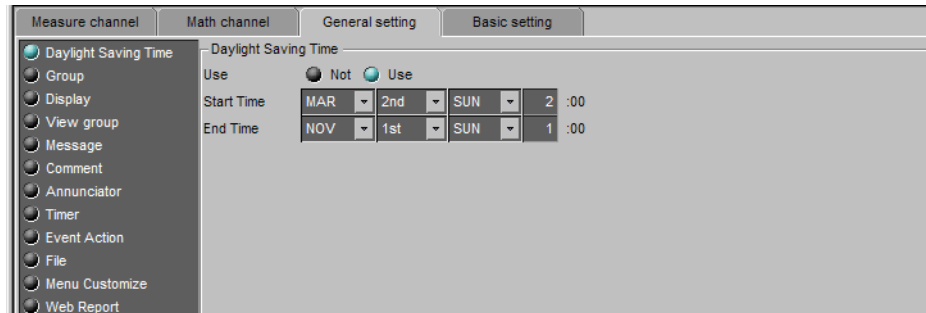 Measure channel Math channel General setting Basic setting
Daylight Saving Time
Group
Display
View group
Message
Comment
Annunciator
Timer
Event Action
File
Menu Customize
Web Report
Daylight Saving Time
Use Not Use
Start Time MAR 2nd SUN 2 :00
End Time NOV 1st SUN 1 :00